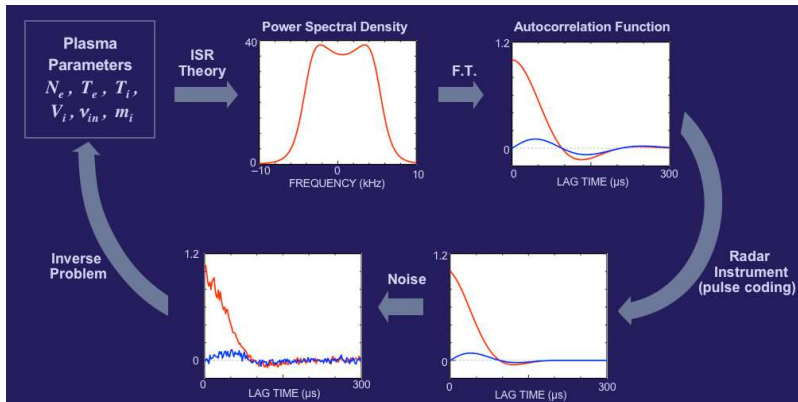 Plasma
Parameters
Nₑ , Tₑ , Tᵢ ,
Vᵢ , νᵢₙ , mᵢ
ISR
Theory
Power Spectral Density
40
0
–10
0
10
FREQUENCY (kHz)
F.T.
Autocorrelation Function
1.2
0
0
300
LAG TIME (µs)
Radar
Instrument
(pulse coding)
1.2
0
0
300
LAG TIME (µs)
Noise
1.2
0
0
300
LAG TIME (µs)
Inverse
Problem